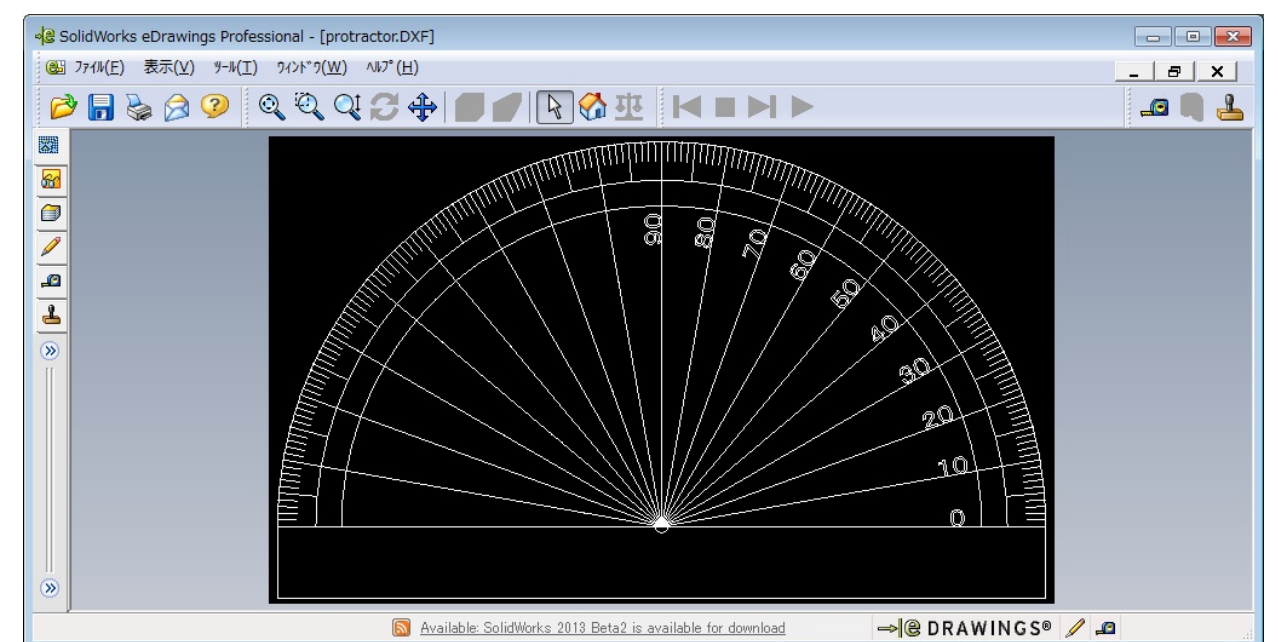 SolidWorks eDrawings Professional - [protractor.DXF]
ﾌｧｲﾙ(F) 表示(V) ﾂｰﾙ(T) ｳｨﾝﾄﾞｳ(W) ﾍﾙﾌﾟ(H)
90
80
70
60
50
40
30
20
10
0
Available: SolidWorks 2013 Beta2 is available for download
e DRAWINGS®